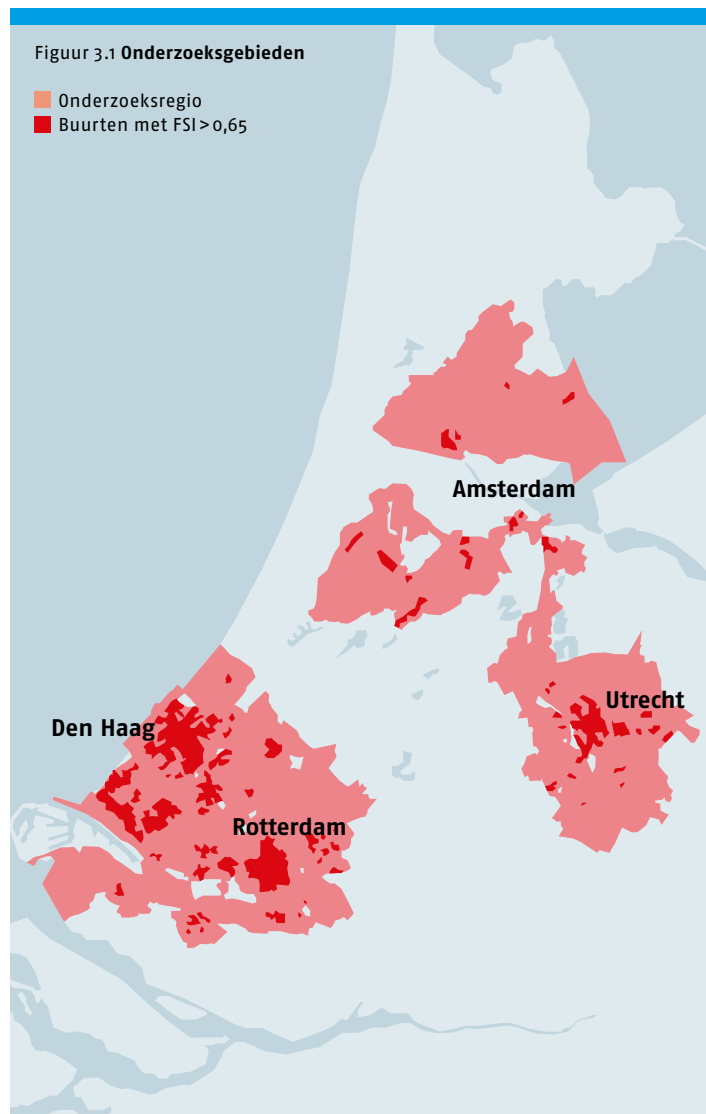 Figuur 3.1 Onderzoeksgebieden
Onderzoeksregio
Buurten met FSI > 0,65
Amsterdam
Utrecht
Den Haag
Rotterdam